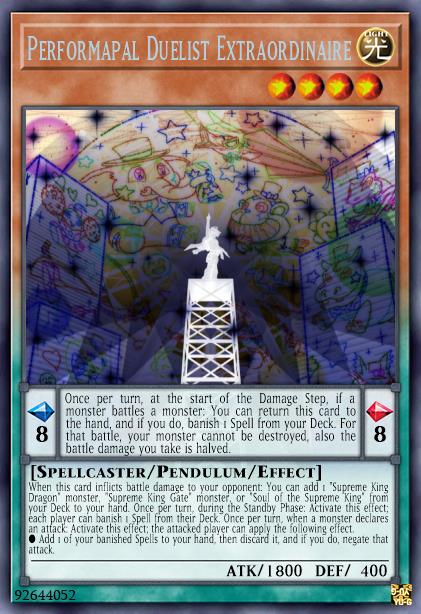 PERFORMAPAL DUELIST EXTRAORDINAIRE
LIGHT
光
Once per turn, at the start of the Damage Step, if a
monster battles a monster: You can return this card to
the hand, and if you do, banish 1 Spell from your Deck. For
that battle, your monster cannot be destroyed, also the
battle damage you take is halved.
8
8
[SPELLCASTER/PENDULUM/EFFECT]
When this card inflicts battle damage to your opponent: You can add 1 "Supreme King
Dragon" monster, "Supreme King Gate" monster, or "Soul of the Supreme King" from
your Deck to your hand. Once per turn, during the Standby Phase: Activate this effect;
each player can banish 1 Spell from their Deck. Once per turn, when a monster declares
an attack: Activate this effect; the attacked player can apply the following effect.
● Add 1 of your banished Spells to your hand, then discard it, and if you do, negate that
attack.
ATK/1800 DEF/ 400
92644052